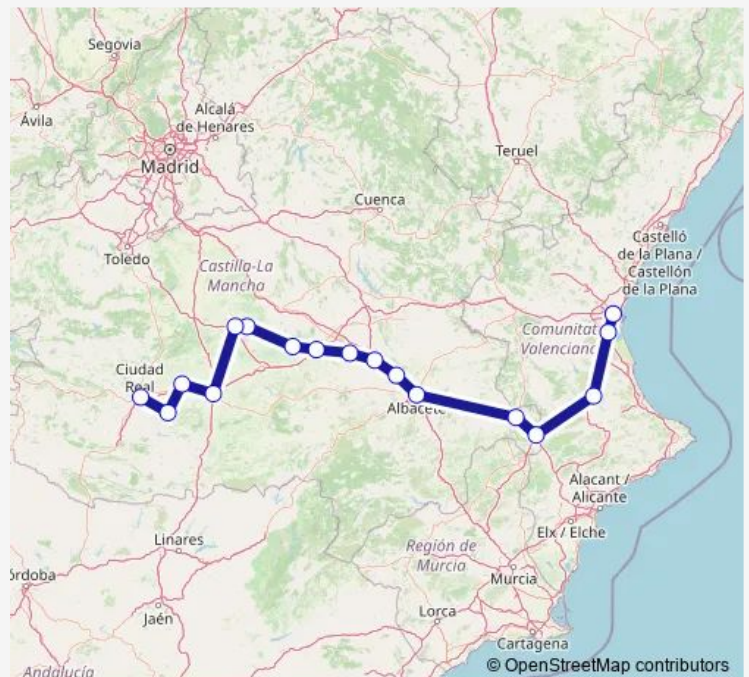 Segovia
Ávila
Alcalá
de Henares
Madrid
Teruel
Cuenca
Toledo
Castilla-La
Mancha
Castelló
de la Plana /
Castellón
de la Plana
Comunitat
Valenciana
Ciudad
Real
Albacete
Alacant /
Alicante
Elx / Elche
Linares
Región de
Murcia
Murcia
Jaén
Lorca
Cartagena
Andalucía
© OpenStreetMap contributors